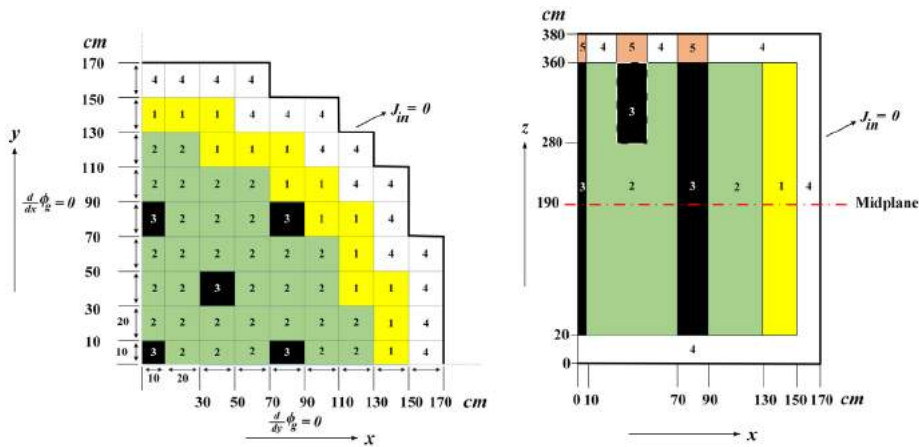 cm
170
4 4 4 4
150
1 1 1 4 4 4
J_in = 0
y
130
2 2 1 1 1 4 4
110
2 2 2 2 1 1 4 4
d/dx ϕ_g = 0
90
3 2 2 2 3 1 1 4
70
2 2 2 2 2 2 1 4 4
50
2 2 3 2 2 2 1 1 4
30
20 2 2 2 2 2 2 2 1 4
10
10 3 2 2 2 3 2 2 1 4
10 20
30 50 70 90 110 130 150 170 cm
d/dy ϕ_g = 0
x
cm
380
5 4 5 4 5 4
360
3
J_in = 0
z
280
3 2 3 2 1 4
190
Midplane
20
4
0
0 10 70 90 130 150 170 cm
x